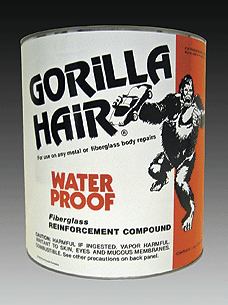 GORILLA
HAIR®
For use on any metal or fiberglass body repairs
WATER
PROOF
Fiberglass
REINFORCEMENT COMPOUND
CAUTION: HARMFUL IF INGESTED. VAPOR HARMFUL.
IRRITANT TO SKIN, EYES AND MUCOUS MEMBRANES.
COMBUSTIBLE. See other precautions on back panel.